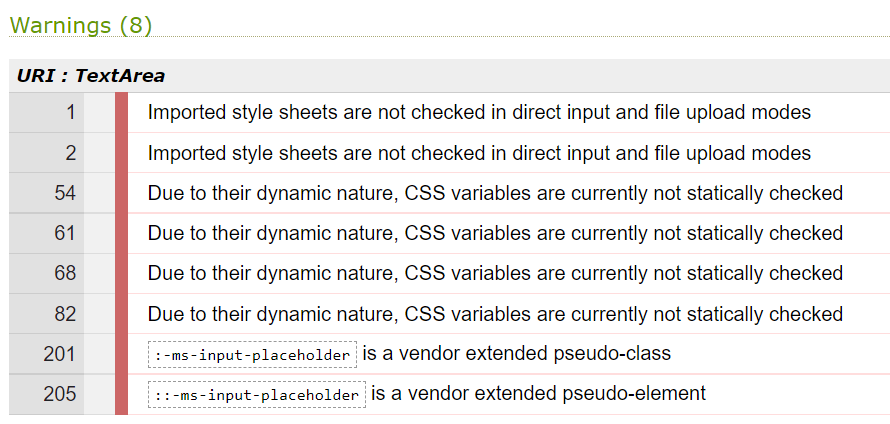 Warnings (8)
URI : TextArea
1 Imported style sheets are not checked in direct input and file upload modes
2 Imported style sheets are not checked in direct input and file upload modes
54 Due to their dynamic nature, CSS variables are currently not statically checked
61 Due to their dynamic nature, CSS variables are currently not statically checked
68 Due to their dynamic nature, CSS variables are currently not statically checked
82 Due to their dynamic nature, CSS variables are currently not statically checked
201 :-ms-input-placeholder is a vendor extended pseudo-class
205 ::-ms-input-placeholder is a vendor extended pseudo-element